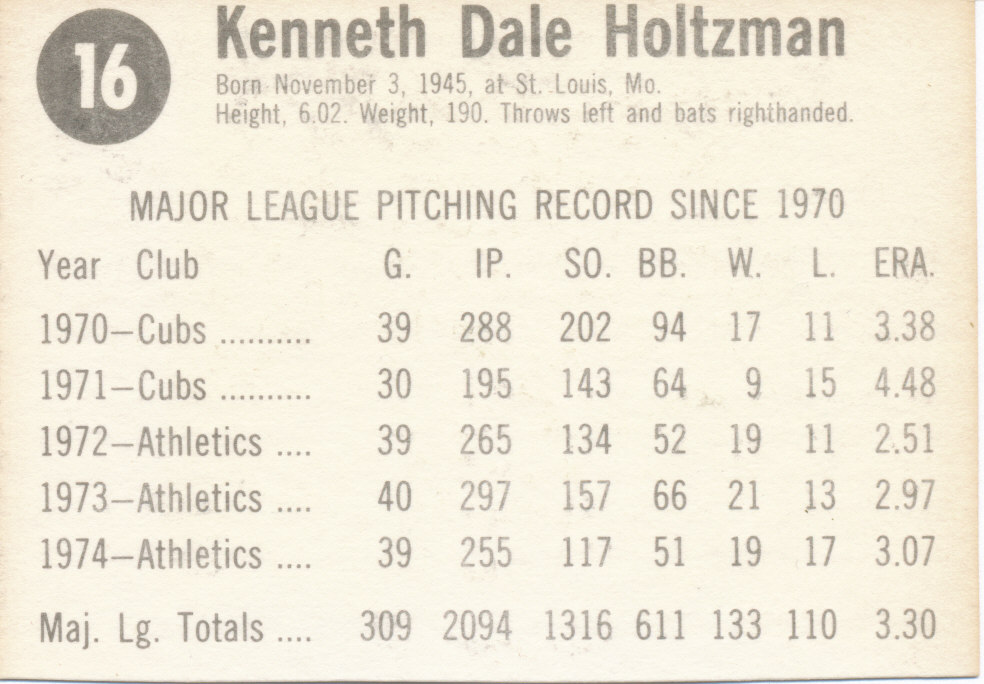 16
Kenneth Dale Holtzman
Born November 3, 1945, at St. Louis, Mo.
Height, 6.02. Weight, 190. Throws left and bats righthanded.
MAJOR LEAGUE PITCHING RECORD SINCE 1970
Year Club G. IP. SO. BB. W. L. ERA.
1970—Cubs .......... 39 288 202 94 17 11 3.38
1971—Cubs .......... 30 195 143 64 9 15 4.48
1972—Athletics .... 39 265 134 52 19 11 2.51
1973—Athletics .... 40 297 157 66 21 13 2.97
1974—Athletics .... 39 255 117 51 19 17 3.07
Maj. Lg. Totals .... 309 2094 1316 611 133 110 3.30